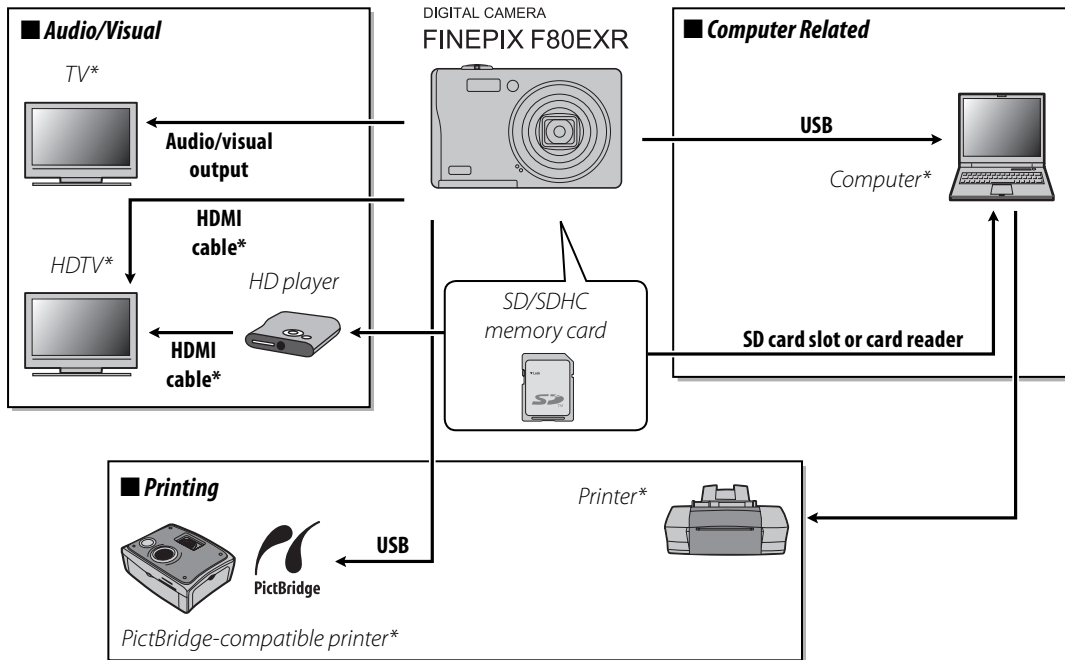 DIGITAL CAMERA
FINEPIX F80EXR
■ Audio/Visual
TV*
Audio/visual
output
HDMI
cable*
HDTV*
HD player
HDMI
cable*
SD/SDHC
memory card
SD
■ Computer Related
USB
Computer*
SD card slot or card reader
■ Printing
Printer*
USB
PictBridge
PictBridge-compatible printer*